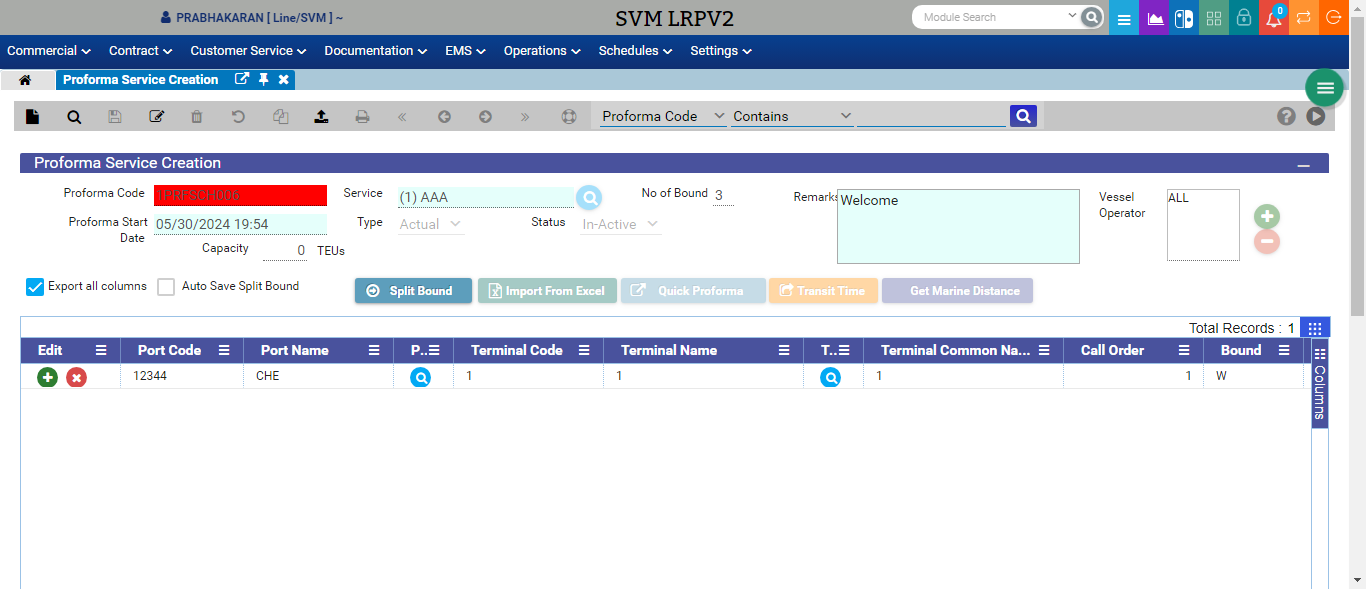 PRABHAKARAN [ Line/SVM ] ~
SVM LRPV2
Module Search
0
Commercial
Contract
Customer Service
Documentation
EMS
Operations
Schedules
Settings
Proforma Service Creation
Proforma Code
Contains
Proforma Service Creation
Proforma Code
TPRFSCH006
Service
(1) AAA
No of Bound
3
Remarks
Welcome
Vessel Operator
ALL
Proforma Start Date
05/30/2024 19:54
Type
Actual
Status
In-Active
Capacity
0
TEUs
Export all columns
Auto Save Split Bound
Split Bound
Import From Excel
Quick Proforma
Transit Time
Get Marine Distance
Total Records : 1
Edit
Port Code
Port Name
P..
Terminal Code
Terminal Name
T..
Terminal Common Na...
Call Order
Bound
12344
CHE
1
1
1
1
W
Columns